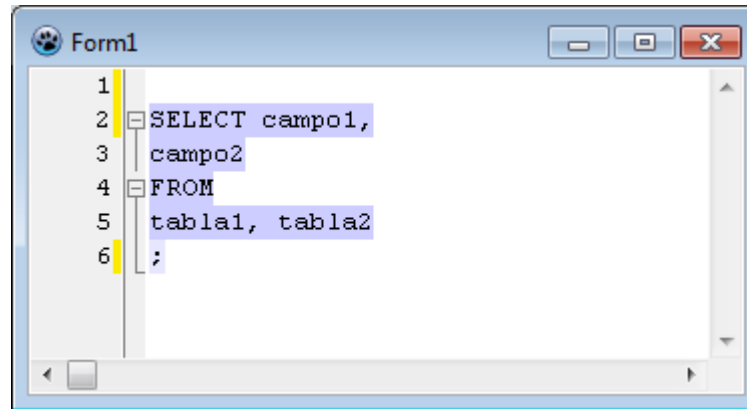 Form1
1
2 SELECT campo1,
3 campo2
4 FROM
5 tabla1, tabla2
6 ;